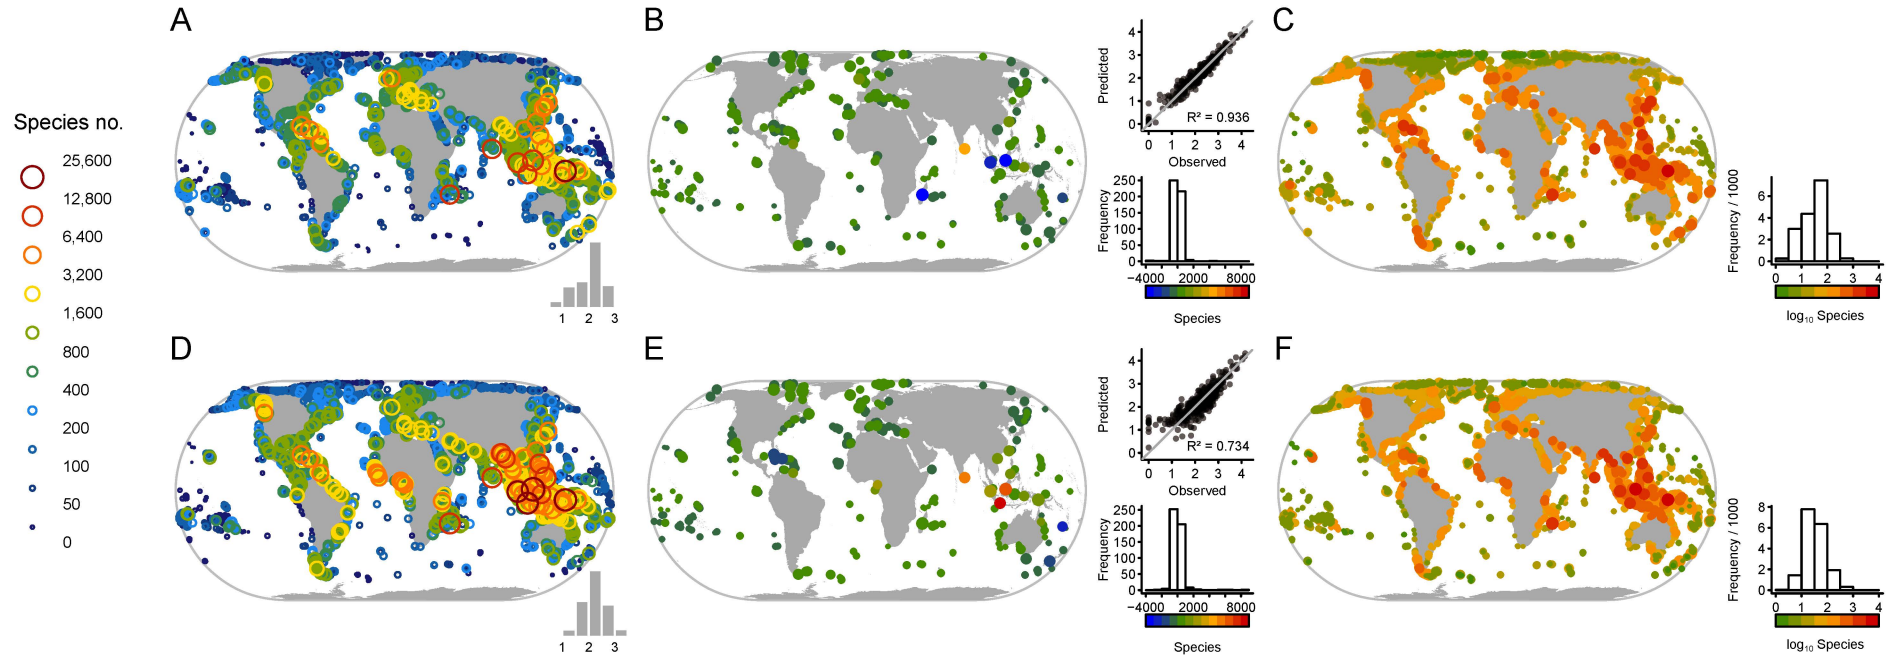 A
B
C
Species no.
25,600
12,800
6,400
3,200
1,600
800
400
200
100
50
0
1 2 3
Predicted
4
3
2
1
0
R² = 0.936
0 1 2 3 4
Observed
Frequency
250
200
150
100
50
0
−4000 2000 8000
Species
Frequency / 1000
6
4
2
0
0 1 2 3 4
log₁₀ Species
D
E
F
1 2 3
Predicted
4
3
2
1
0
R² = 0.734
0 1 2 3 4
Observed
Frequency
250
200
150
100
50
0
−4000 2000 8000
Species
Frequency / 1000
8
6
4
2
0
0 1 2 3 4
log₁₀ Species